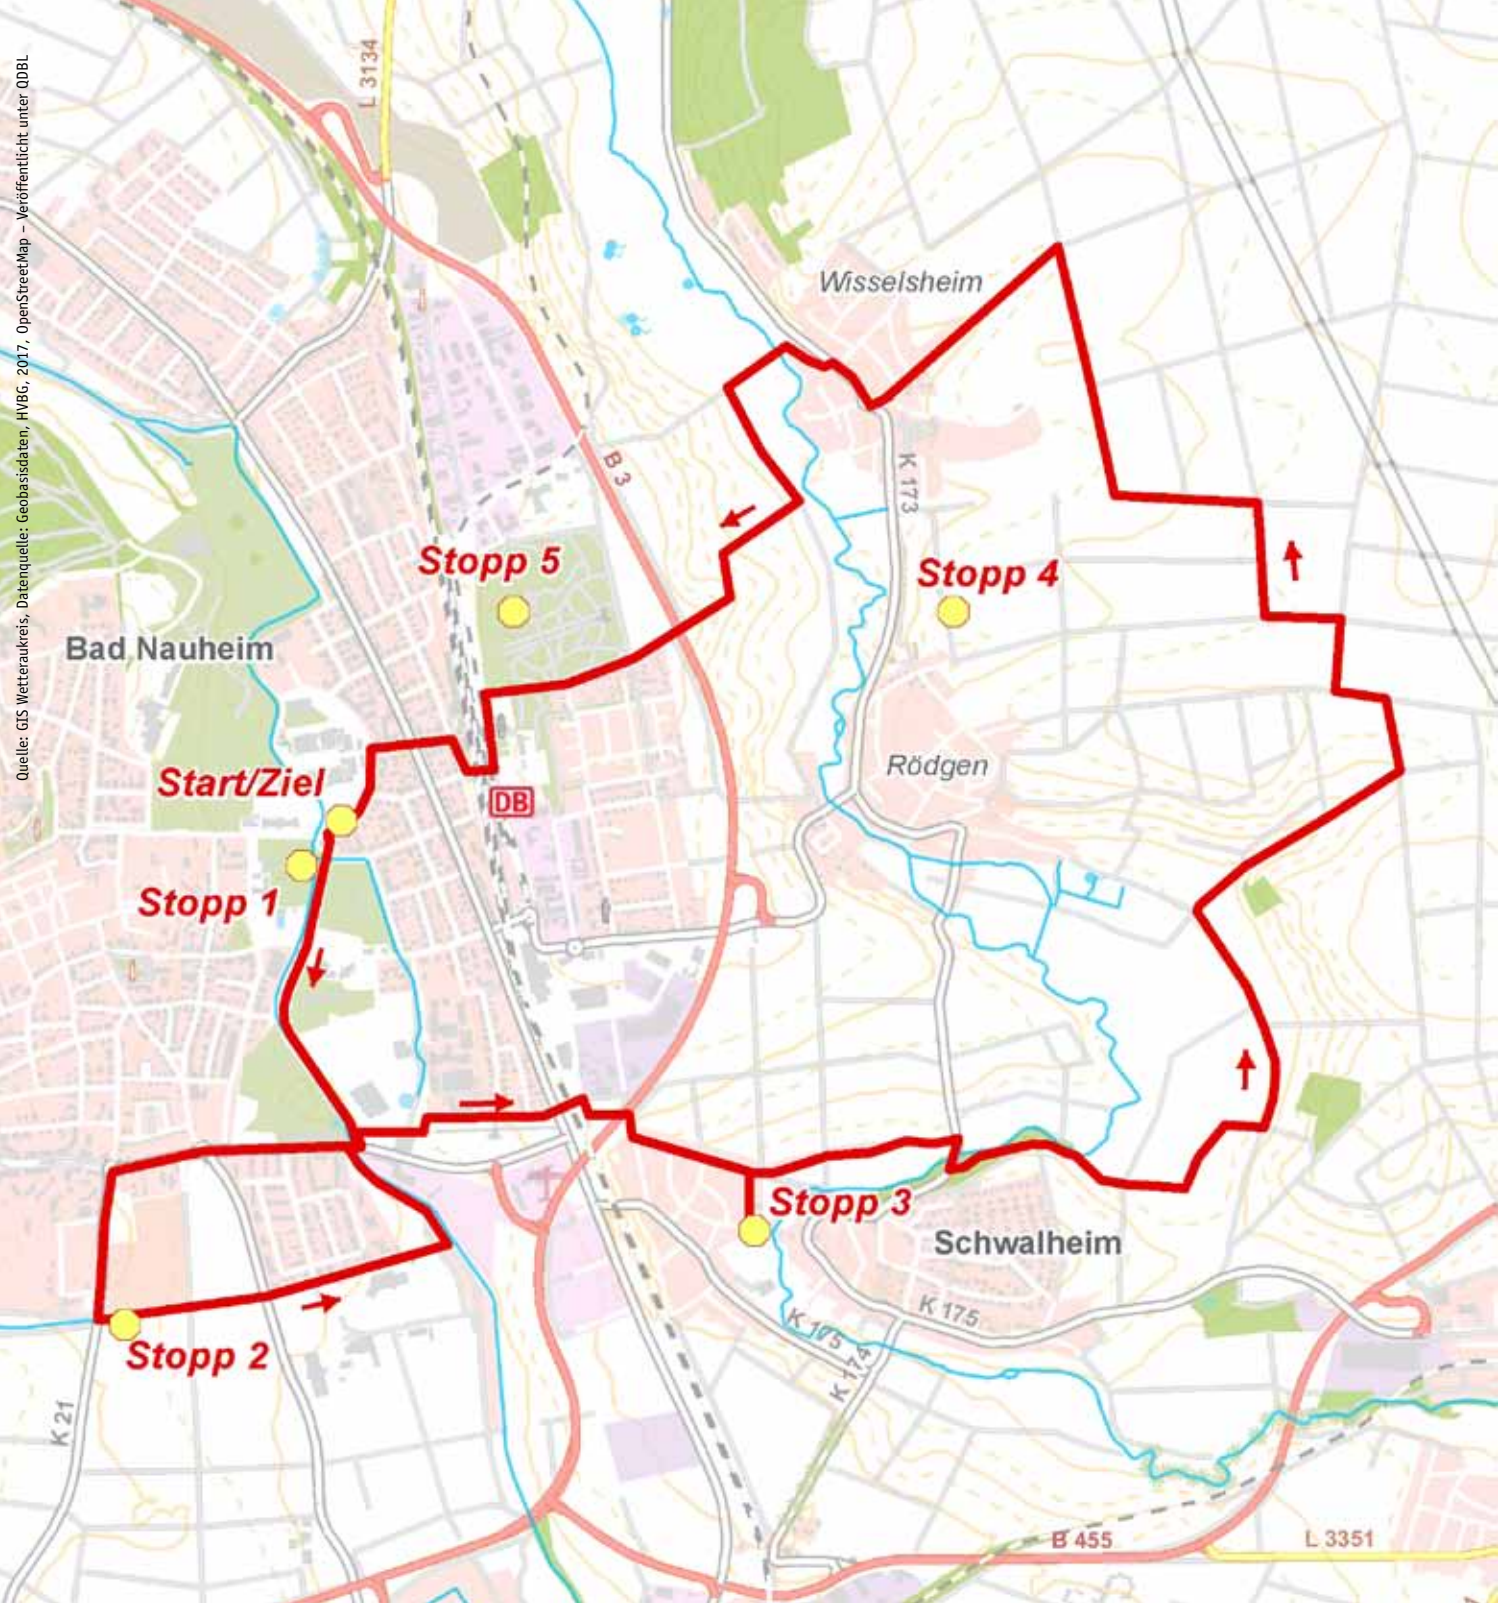 Quelle: GIS Wetteraukreis, Datenquelle: Geobasisdaten, HVBG, 2017, OpenStreetMap – Veröffentlicht unter QDBL
L 3134
Wisselsheim
B 3
K 173
Stopp 5
Stopp 4
Bad Nauheim
Rödgen
Start/Ziel
DB
Stopp 1
Stopp 3
Schwalheim
K 175
K 175
Stopp 2
K 174
K 21
B 455
L 3351